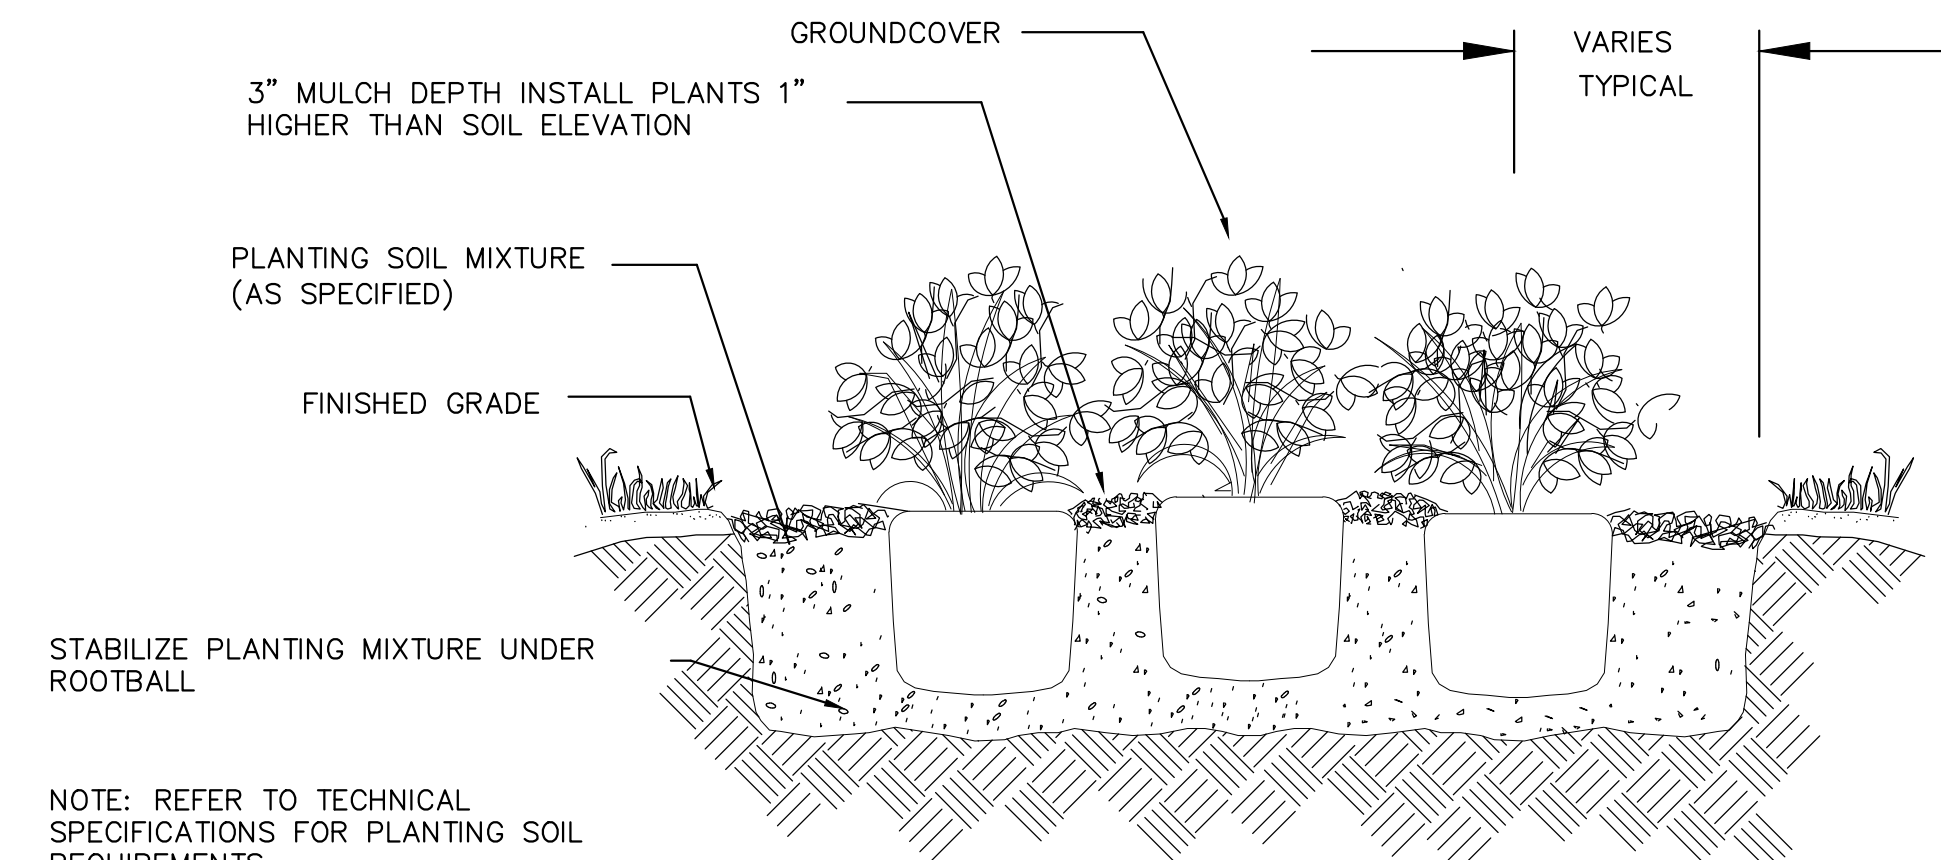 GROUNDCOVER
VARIES
TYPICAL
3” MULCH DEPTH INSTALL PLANTS 1”
HIGHER THAN SOIL ELEVATION
PLANTING SOIL MIXTURE
(AS SPECIFIED)
FINISHED GRADE
STABILIZE PLANTING MIXTURE UNDER
ROOTBALL
NOTE: REFER TO TECHNICAL
SPECIFICATIONS FOR PLANTING SOIL
REQUIREMENTS